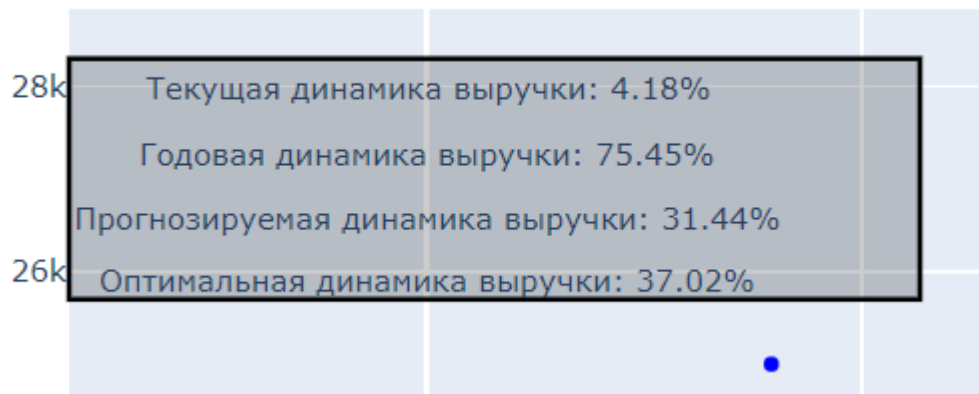 28k
Текущая динамика выручки: 4.18%
Годовая динамика выручки: 75.45%
Прогнозируемая динамика выручки: 31.44%
26k
Оптимальная динамика выручки: 37.02%